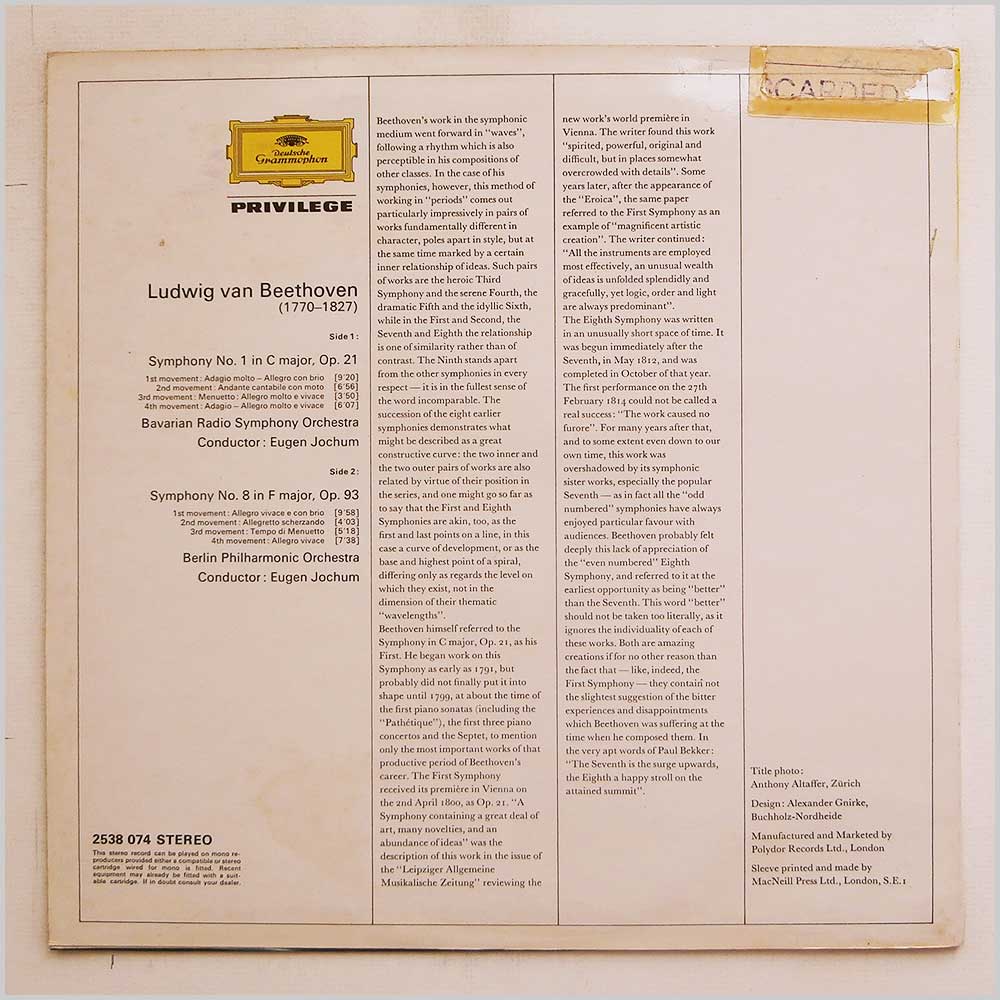 Deutsche
Grammophon
PRIVILEGE
Ludwig van Beethoven
(1770–1827)
Side 1:
Symphony No. 1 in C major, Op. 21
1st movement: Adagio molto – Allegro con brio [9'20]
2nd movement: Andante cantabile con moto [6'56]
3rd movement: Menuetto: Allegro molto e vivace [3'50]
4th movement: Adagio – Allegro molto e vivace [6'07]
Bavarian Radio Symphony Orchestra
Conductor: Eugen Jochum
Side 2:
Symphony No. 8 in F major, Op. 93
1st movement: Allegro vivace e con brio [9'58]
2nd movement: Allegretto scherzando [4'03]
3rd movement: Tempo di Menuetto [5'18]
4th movement: Allegro vivace [7'38]
Berlin Philharmonic Orchestra
Conductor: Eugen Jochum
2538 074 STEREO
This stereo record can be played on mono re-
producers provided either a compatible or stereo
cartridge wired for mono is fitted. Recent
equipment may already be fitted with a suit-
able cartridge. If in doubt consult your dealer.
Beethoven's work in the symphonic
medium went forward in "waves",
following a rhythm which is also
perceptible in his compositions of
other classes. In the case of his
symphonies, however, this method of
working in "periods" comes out
particularly impressively in pairs of
works fundamentally different in
character, poles apart in style, but at
the same time marked by a certain
inner relationship of ideas. Such pairs
of works are the heroic Third
Symphony and the serene Fourth, the
dramatic Fifth and the idyllic Sixth,
while in the First and Second, the
Seventh and Eighth the relationship
is one of similarity rather than of
contrast. The Ninth stands apart
from the other symphonies in every
respect — it is in the fullest sense of
the word incomparable. The
succession of the eight earlier
symphonies demonstrates what
might be described as a great
constructive curve: the two inner and
the two outer pairs of works are also
related by virtue of their position in
the series, and one might go so far as
to say that the First and Eighth
Symphonies are akin, too, as the
first and last points on a line, in this
case a curve of development, or as the
base and highest point of a spiral,
differing only as regards the level on
which they exist, not in the
dimension of their thematic
"wavelengths".
Beethoven himself referred to the
Symphony in C major, Op. 21, as his
First. He began work on this
Symphony as early as 1791, but
probably did not finally put it into
shape until 1799, at about the time of
the first piano sonatas (including the
"Pathétique"), the first three piano
concertos and the Septet, to mention
only the most important works of that
productive period of Beethoven's
career. The First Symphony
received its première in Vienna on
the 2nd April 1800, as Op. 21. "A
Symphony containing a great deal of
art, many novelties, and an
abundance of ideas" was the
description of this work in the issue of
the "Leipziger Allgemeine
Musikalische Zeitung" reviewing the
new work's world première in
Vienna. The writer found this work
"spirited, powerful, original and
difficult, but in places somewhat
overcrowded with details". Some
years later, after the appearance of
the "Eroica", the same paper
referred to the First Symphony as an
example of "magnificent artistic
creation". The writer continued:
"All the instruments are employed
most effectively, an unusual wealth
of ideas is unfolded splendidly and
gracefully, yet logic, order and light
are always predominant".
The Eighth Symphony was written
in an unusually short space of time. It
was begun immediately after the
Seventh, in May 1812, and was
completed in October of that year.
The first performance on the 27th
February 1814 could not be called a
real success: "The work caused no
furore". For many years after that,
and to some extent even down to our
own time, this work was
overshadowed by its symphonic
sister works, especially the popular
Seventh — as in fact all the "odd
numbered" symphonies have always
enjoyed particular favour with
audiences. Beethoven probably felt
deeply this lack of appreciation of
the "even numbered" Eighth
Symphony, and referred to it at the
earliest opportunity as being "better"
than the Seventh. This word "better"
should not be taken too literally, as it
ignores the individuality of each of
these works. Both are amazing
creations if for no other reason than
the fact that — like, indeed, the
First Symphony — they contain not
the slightest suggestion of the bitter
experiences and disappointments
which Beethoven was suffering at the
time when he composed them. In
the very apt words of Paul Bekker:
"The Seventh is the surge upwards,
the Eighth a happy stroll on the
attained summit".
CARDED
Title photo:
Anthony Altaffer, Zürich
Design: Alexander Gnirke,
Buchholz-Nordheide
Manufactured and Marketed by
Polydor Records Ltd., London
Sleeve printed and made by
MacNeill Press Ltd., London, S.E.1